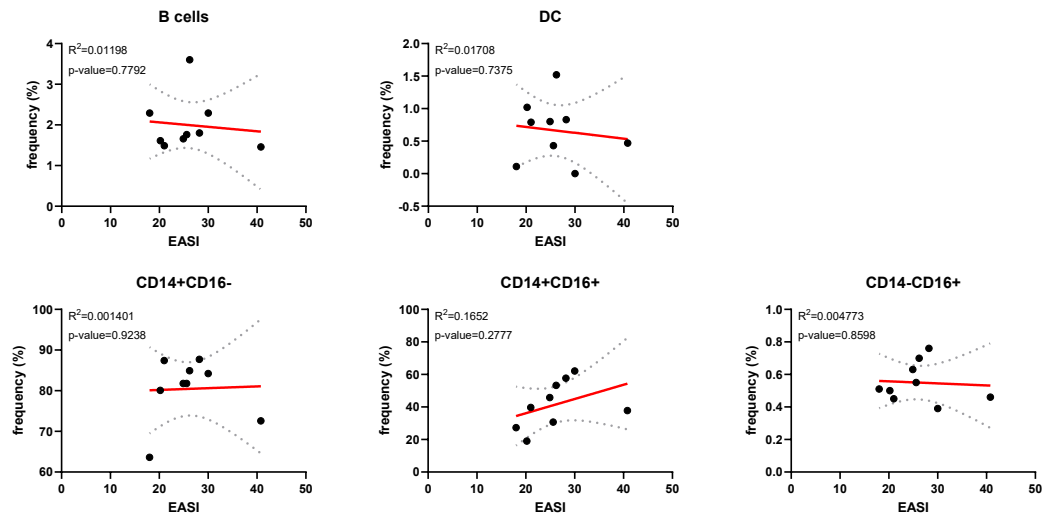 B cells
R²=0.01198
p-value=0.7792
frequency (%)
4
3
2
1
0
0 10 20 30 40 50
EASI
DC
R²=0.01708
p-value=0.7375
frequency (%)
2.0
1.5
1.0
0.5
0.0
-0.5
0 10 20 30 40 50
EASI
CD14+CD16-
R²=0.001401
p-value=0.9238
frequency (%)
100
90
80
70
60
0 10 20 30 40 50
EASI
CD14+CD16+
R²=0.1652
p-value=0.2777
frequency (%)
100
80
60
40
20
0
0 10 20 30 40 50
EASI
CD14-CD16+
R²=0.004773
p-value=0.8598
frequency (%)
1.0
0.8
0.6
0.4
0.2
0.0
0 10 20 30 40 50
EASI